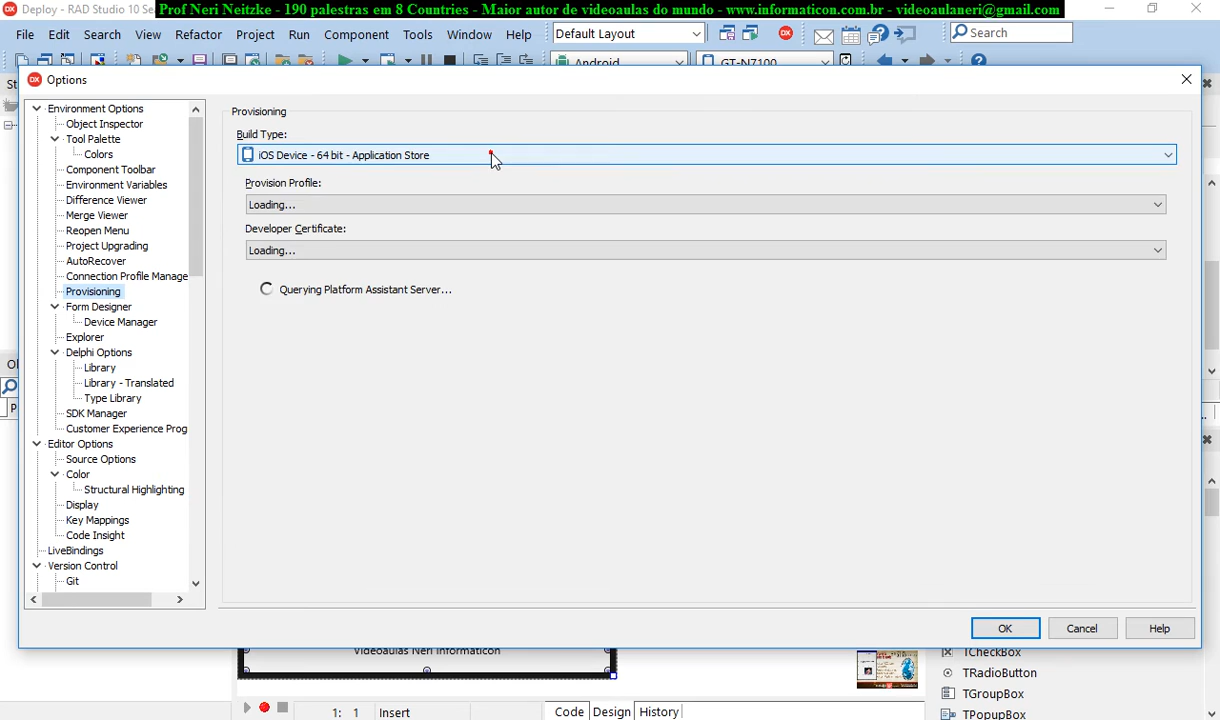 Deploy - RAD Studio 10 Se
Prof Neri Neitzke - 190 palestras em 8 Countries - Maior autor de videoaulas do mundo - www.informaticon.com.br - videoaulaneri@gmail.com
File Edit Search View Refactor Project Run Component Tools Window Help
Default Layout
Search
Android
GT-N7100
Options
Environment Options
Object Inspector
Tool Palette
Colors
Component Toolbar
Environment Variables
Difference Viewer
Merge Viewer
Reopen Menu
Project Upgrading
AutoRecover
Connection Profile Manage
Provisioning
Form Designer
Device Manager
Explorer
Delphi Options
Library
Library - Translated
Type Library
SDK Manager
Customer Experience Prog
Editor Options
Source Options
Color
Structural Highlighting
Display
Key Mappings
Code Insight
LiveBindings
Version Control
Git
Provisioning
Build Type:
iOS Device - 64 bit - Application Store
Provision Profile:
Loading...
Developer Certificate:
Loading...
Querying Platform Assistant Server...
OK
Cancel
Help
Videoaulas Neri Informaticon
TCheckBox
TRadioButton
TGroupBox
TPopupBox
1: 1
Insert
Code
Design
History